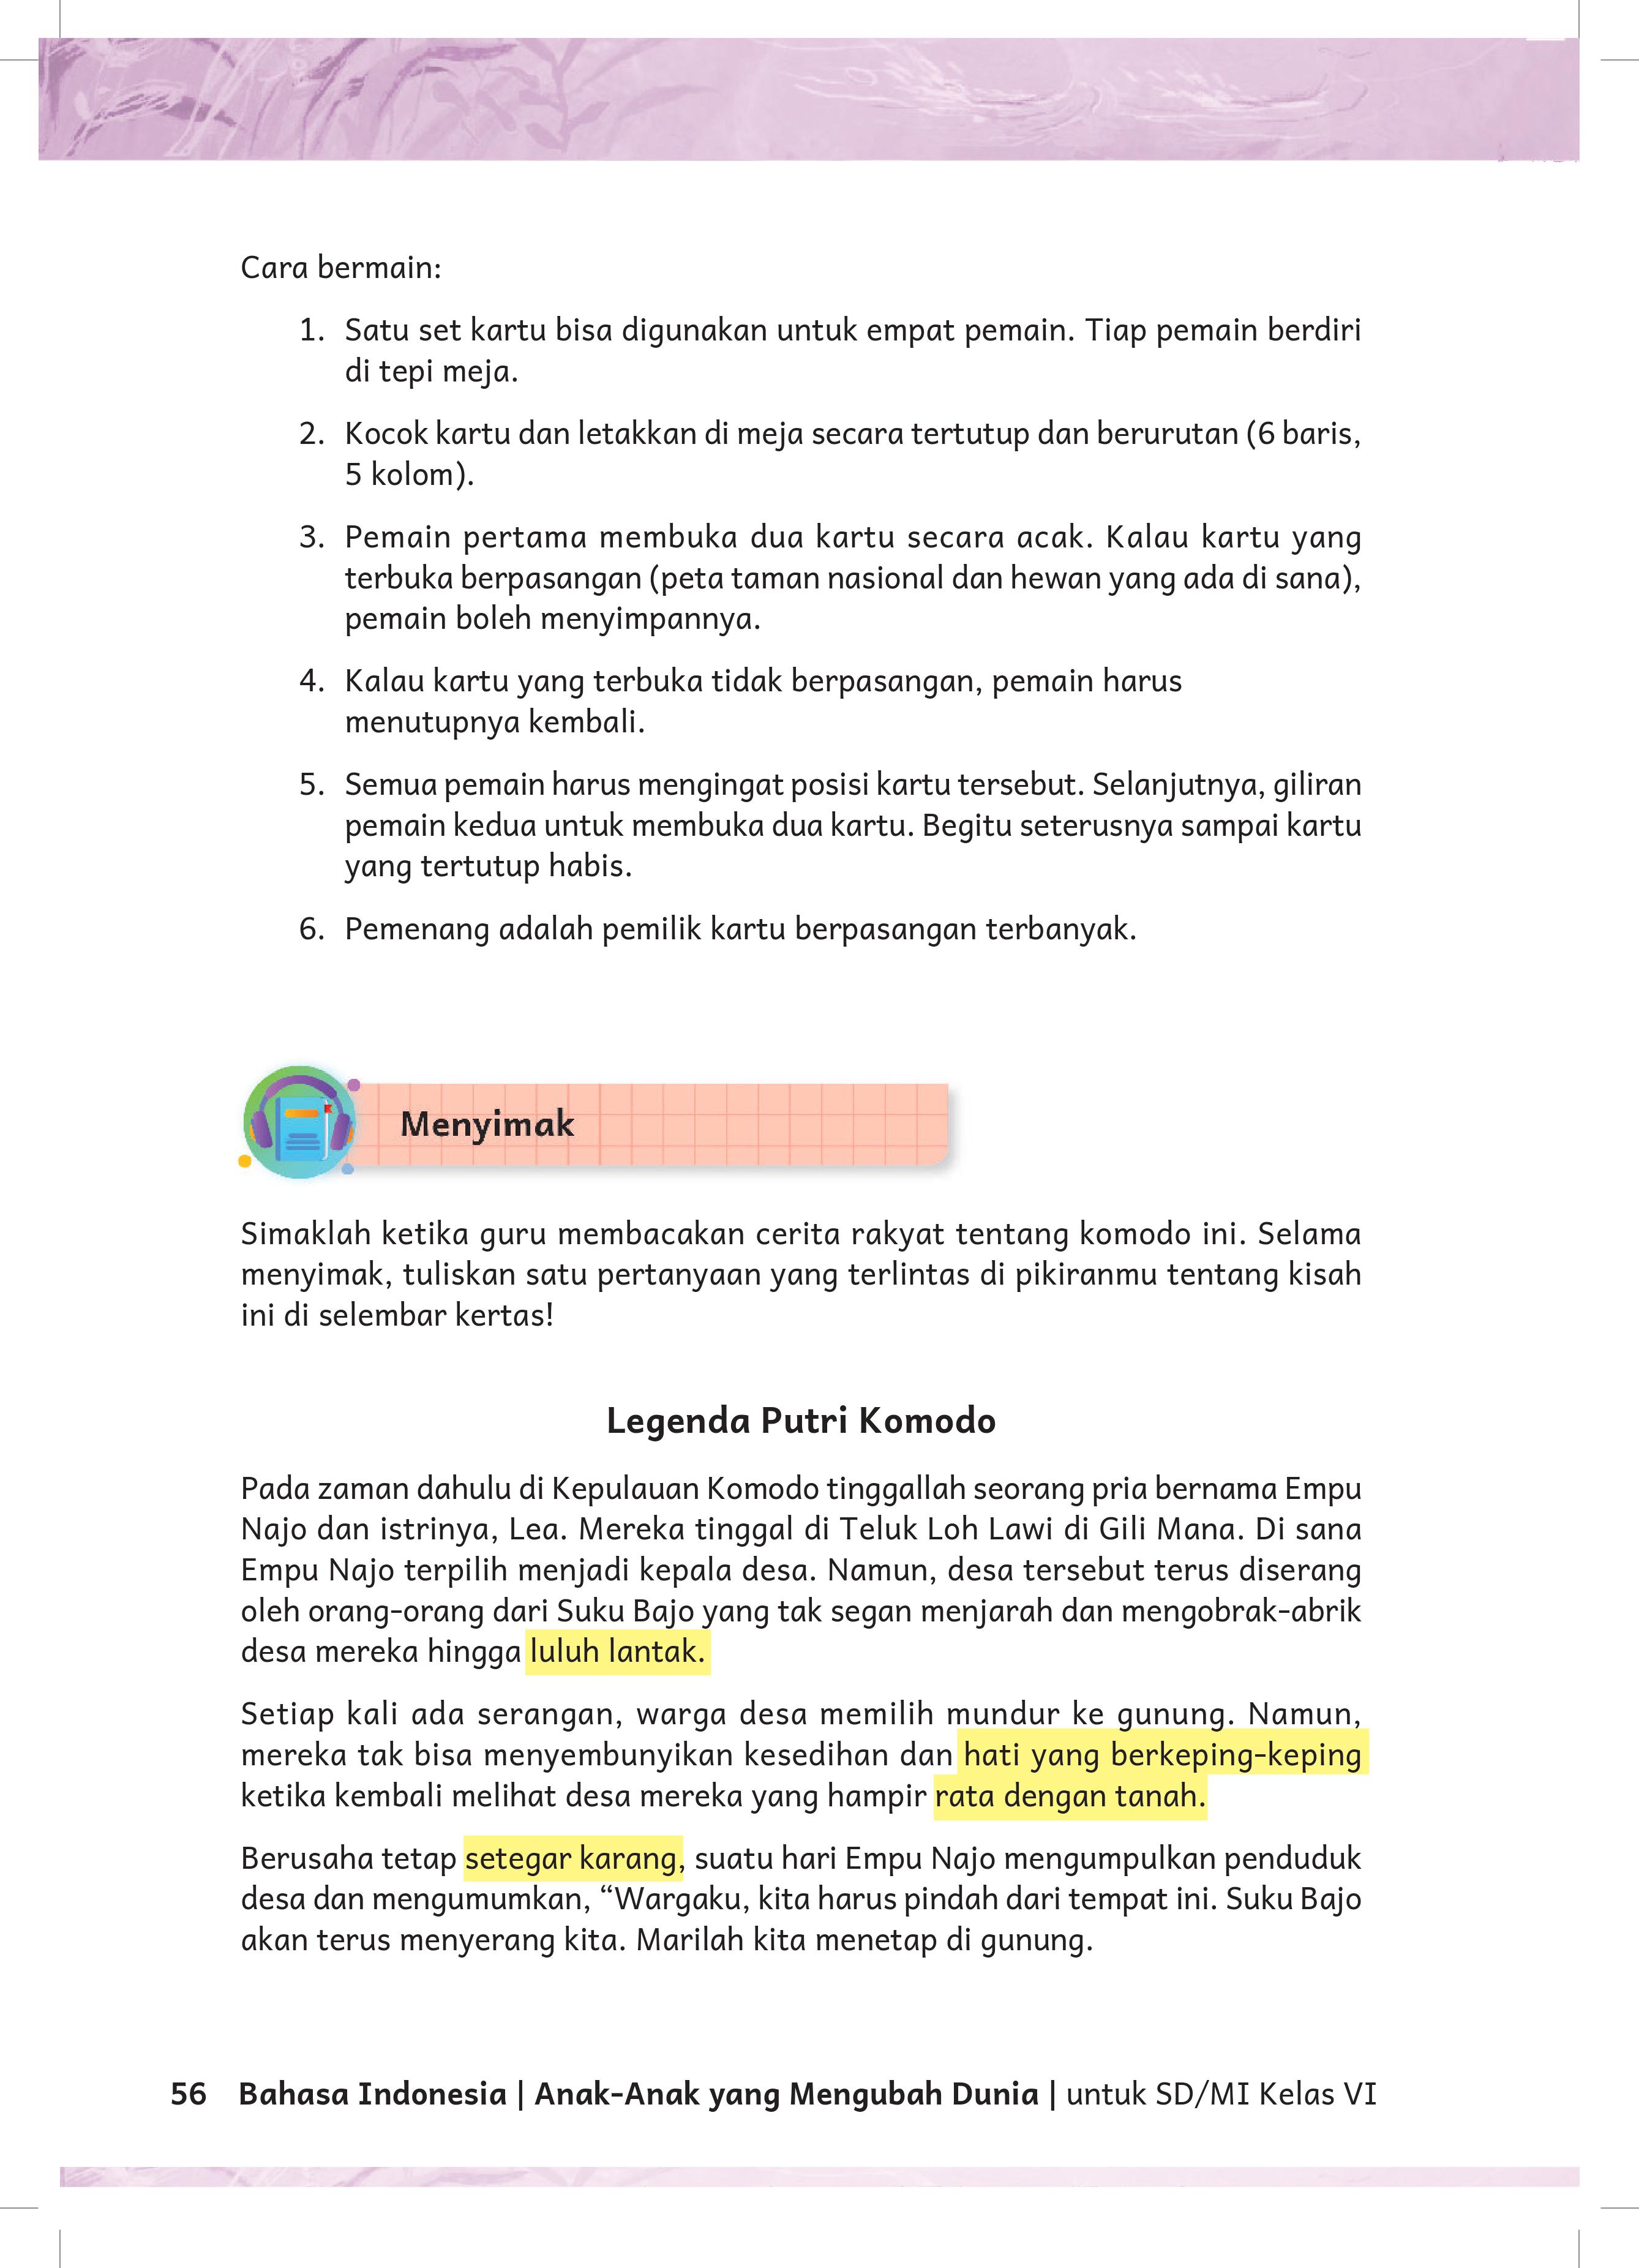 Cara bermain:
1. Satu set kartu bisa digunakan untuk empat pemain. Tiap pemain berdiri
di tepi meja.
2. Kocok kartu dan letakkan di meja secara tertutup dan berurutan (6 baris,
5 kolom).
3. Pemain pertama membuka dua kartu secara acak. Kalau kartu yang
terbuka berpasangan (peta taman nasional dan hewan yang ada di sana),
pemain boleh menyimpannya.
4. Kalau kartu yang terbuka tidak berpasangan, pemain harus
menutupnya kembali.
5. Semua pemain harus mengingat posisi kartu tersebut. Selanjutnya, giliran
pemain kedua untuk membuka dua kartu. Begitu seterusnya sampai kartu
yang tertutup habis.
6. Pemenang adalah pemilik kartu berpasangan terbanyak.
Menyimak
Simaklah ketika guru membacakan cerita rakyat tentang komodo ini. Selama
menyimak, tuliskan satu pertanyaan yang terlintas di pikiranmu tentang kisah
ini di selembar kertas!
Legenda Putri Komodo
Pada zaman dahulu di Kepulauan Komodo tinggallah seorang pria bernama Empu
Najo dan istrinya, Lea. Mereka tinggal di Teluk Loh Lawi di Gili Mana. Di sana
Empu Najo terpilih menjadi kepala desa. Namun, desa tersebut terus diserang
oleh orang-orang dari Suku Bajo yang tak segan menjarah dan mengobrak-abrik
desa mereka hingga luluh lantak.
Setiap kali ada serangan, warga desa memilih mundur ke gunung. Namun,
mereka tak bisa menyembunyikan kesedihan dan hati yang berkeping-keping
ketika kembali melihat desa mereka yang hampir rata dengan tanah.
Berusaha tetap setegar karang, suatu hari Empu Najo mengumpulkan penduduk
desa dan mengumumkan, “Wargaku, kita harus pindah dari tempat ini. Suku Bajo
akan terus menyerang kita. Marilah kita menetap di gunung.
56 Bahasa Indonesia | Anak-Anak yang Mengubah Dunia | untuk SD/MI Kelas VI